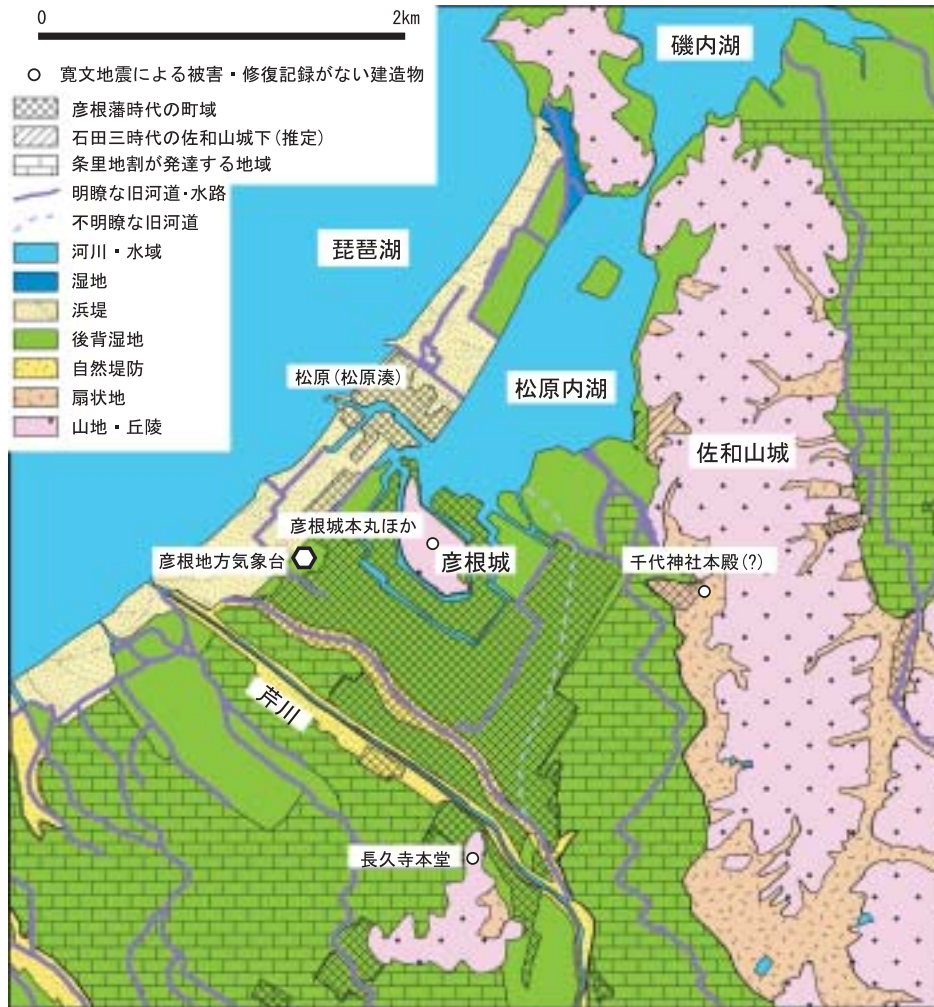 0 2km
寛文地震による被害・修復記録がない建造物
彦根藩時代の町域
石田三時代の佐和山城下(推定)
条里地割が発達する地域
明瞭な旧河道・水路
不明瞭な旧河道
河川・水域
湿地
浜堤
後背湿地
自然堤防
扇状地
山地・丘陵
磯内湖
琵琶湖
松原(松原湊)
松原内湖
佐和山城
彦根城本丸ほか
彦根地方気象台
彦根城
千代神社本殿(?)
芹川
長久寺本堂